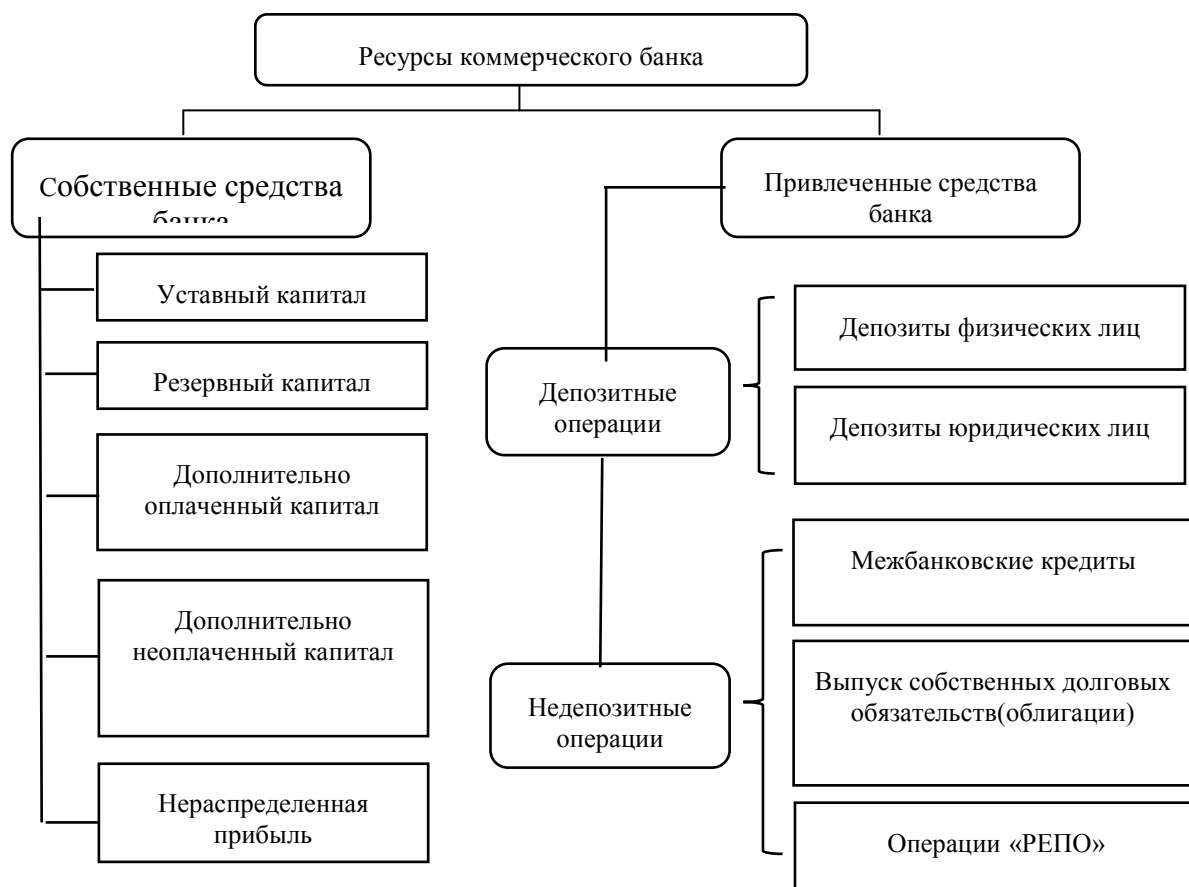 Ресурсы коммерческого банка
Собственные средства
банка
Привлеченные средства
банка
Уставный капитал
Резервный капитал
Дополнительно
оплаченный капитал
Дополнительно
неоплаченный капитал
Нераспределенная
прибыль
Депозитные
операции
Депозиты физических лиц
Депозиты юридических лиц
Недепозитные
операции
Межбанковские кредиты
Выпуск собственных долговых
обязательств(облигации)
Операции «РЕПО»